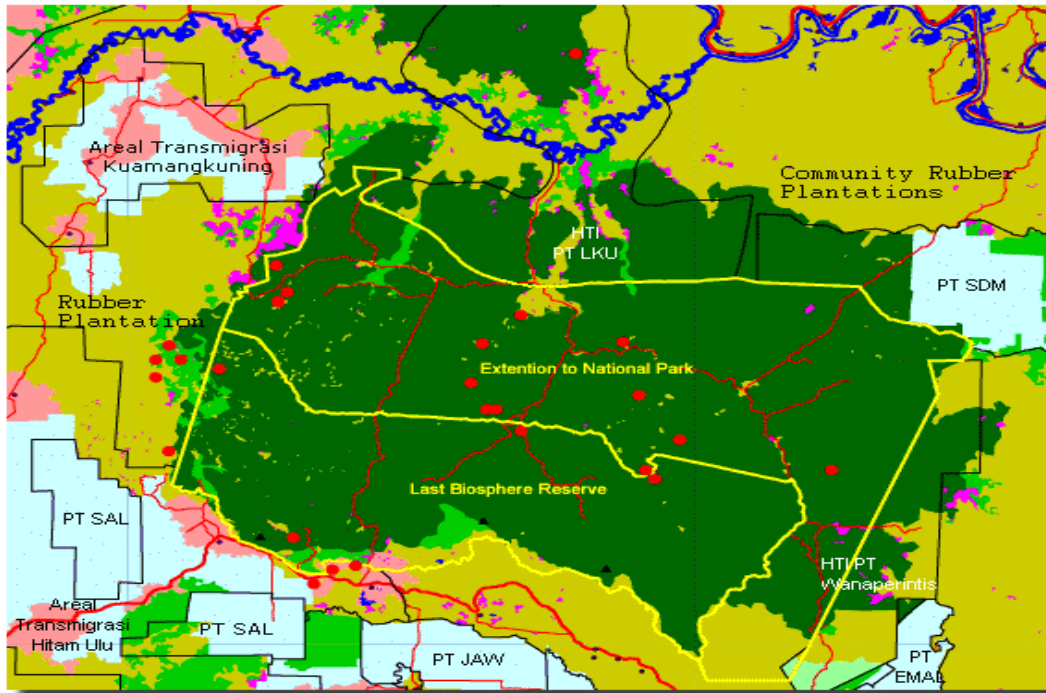 Areal Transmigrasi
Kuamangkuning
Community Rubber
Plantations
HTI
PT LKU
PT SDM
Rubber
Plantation
Extention to National Park
Last Biosphere Reserve
PT SAL
HTI PT
Wanaperintis
Areal
Transmigrasi
Hitam Ulu
PT SAL
PT JAW
PT
EMAL